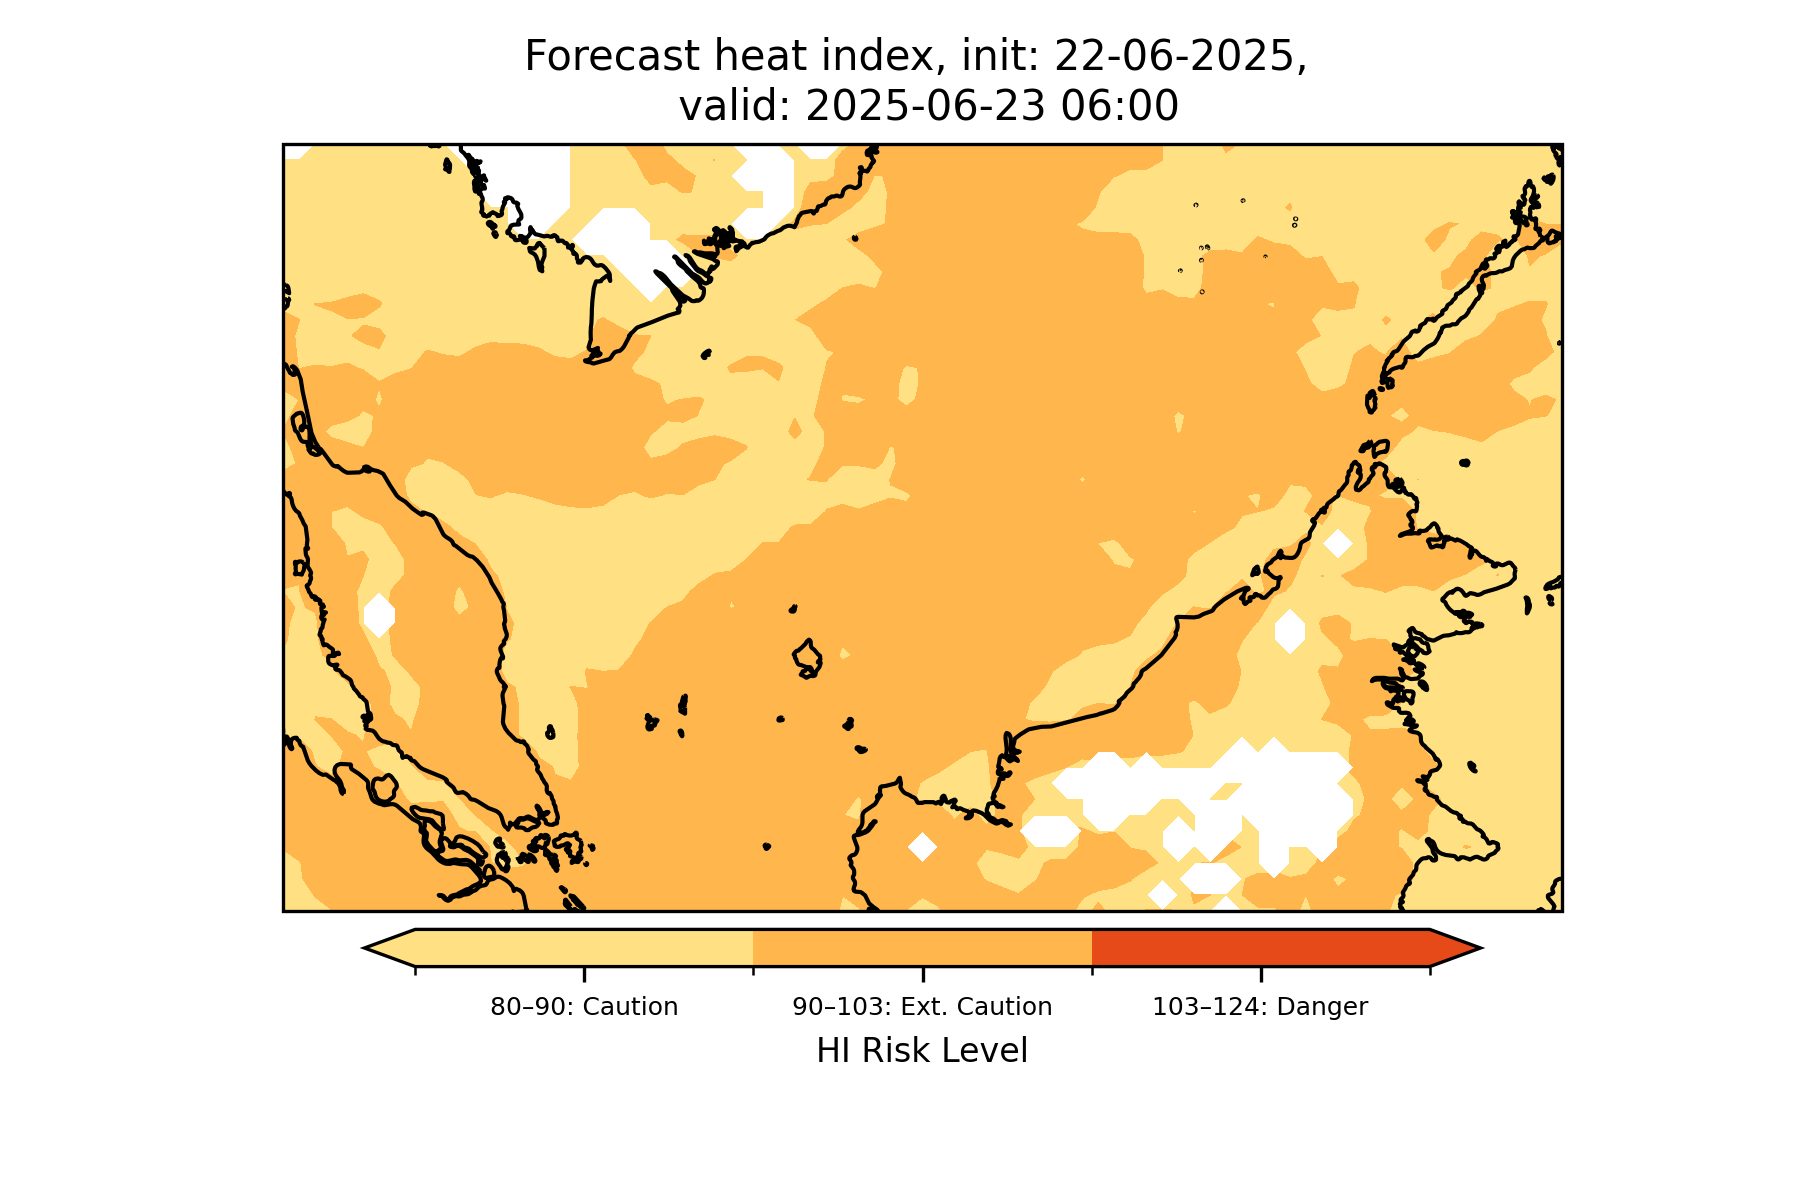 Forecast heat index, init: 22-06-2025,
valid: 2025-06-23 06:00
80–90: Caution
90–103: Ext. Caution
103–124: Danger
HI Risk Level